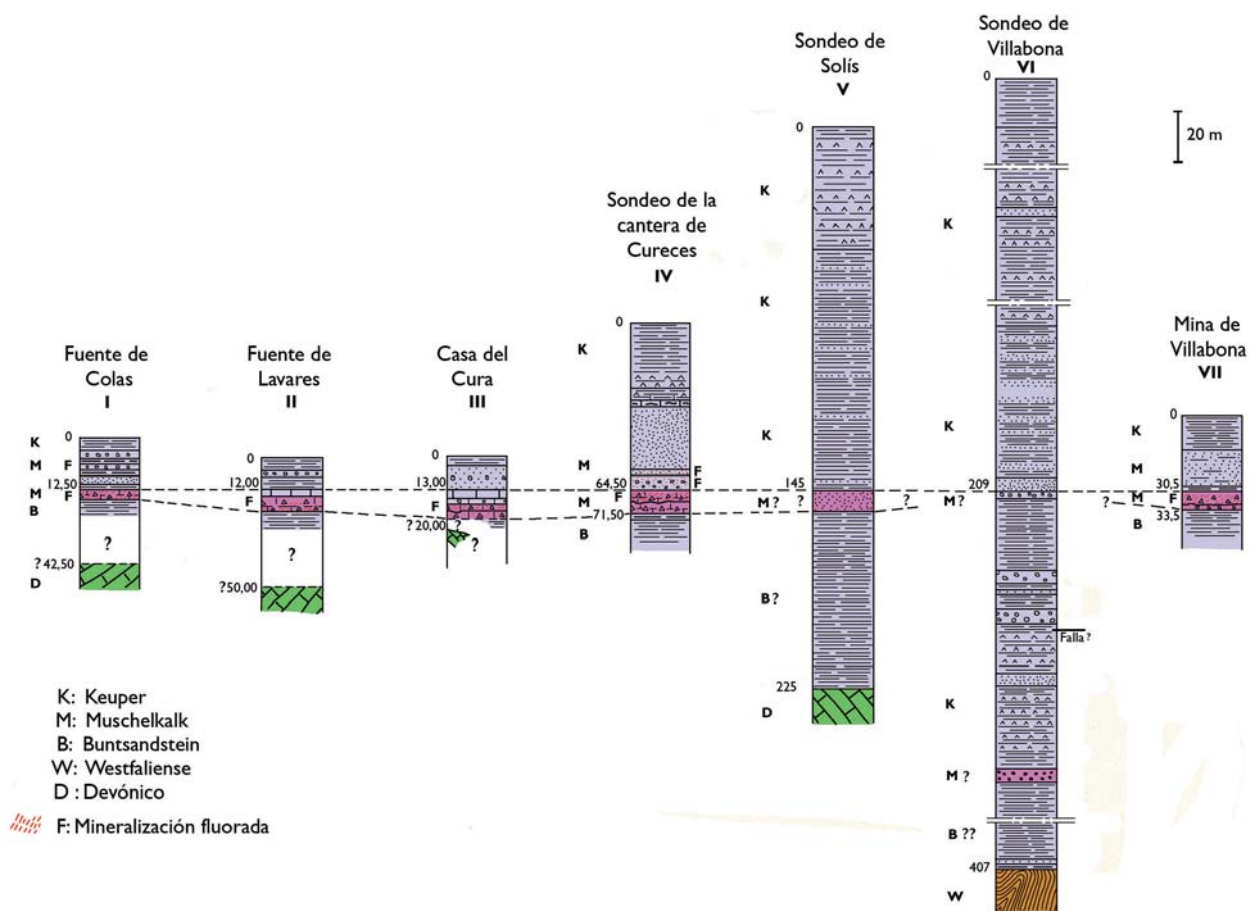 Fuente de
Colas
I
0
K
M F
12,50
M F
B
?
? 42,50
D
Fuente de
Lavares
II
0
12,00
F
?
?50,00
Casa del
Cura
III
0
13,00
F
? 20,00
?
?
Sondeo de la
cantera de
Cureces
IV
0
K
M F
F
64,50 F
M
71,50
B
Sondeo de
Solís
V
0
K
K
K
145
M ? ? ?
B ?
225
D
Sondeo de
Villabona
VI
0
K
K
209
M ? ?
Falla ?
K
M ?
B ??
407
W
20 m
Mina de
Villabona
VII
0
K
M
30,5
M F
33,5
B
K: Keuper
M: Muschelkalk
B: Buntsandstein
W: Westfaliense
D : Devónico
F: Mineralización fluorada